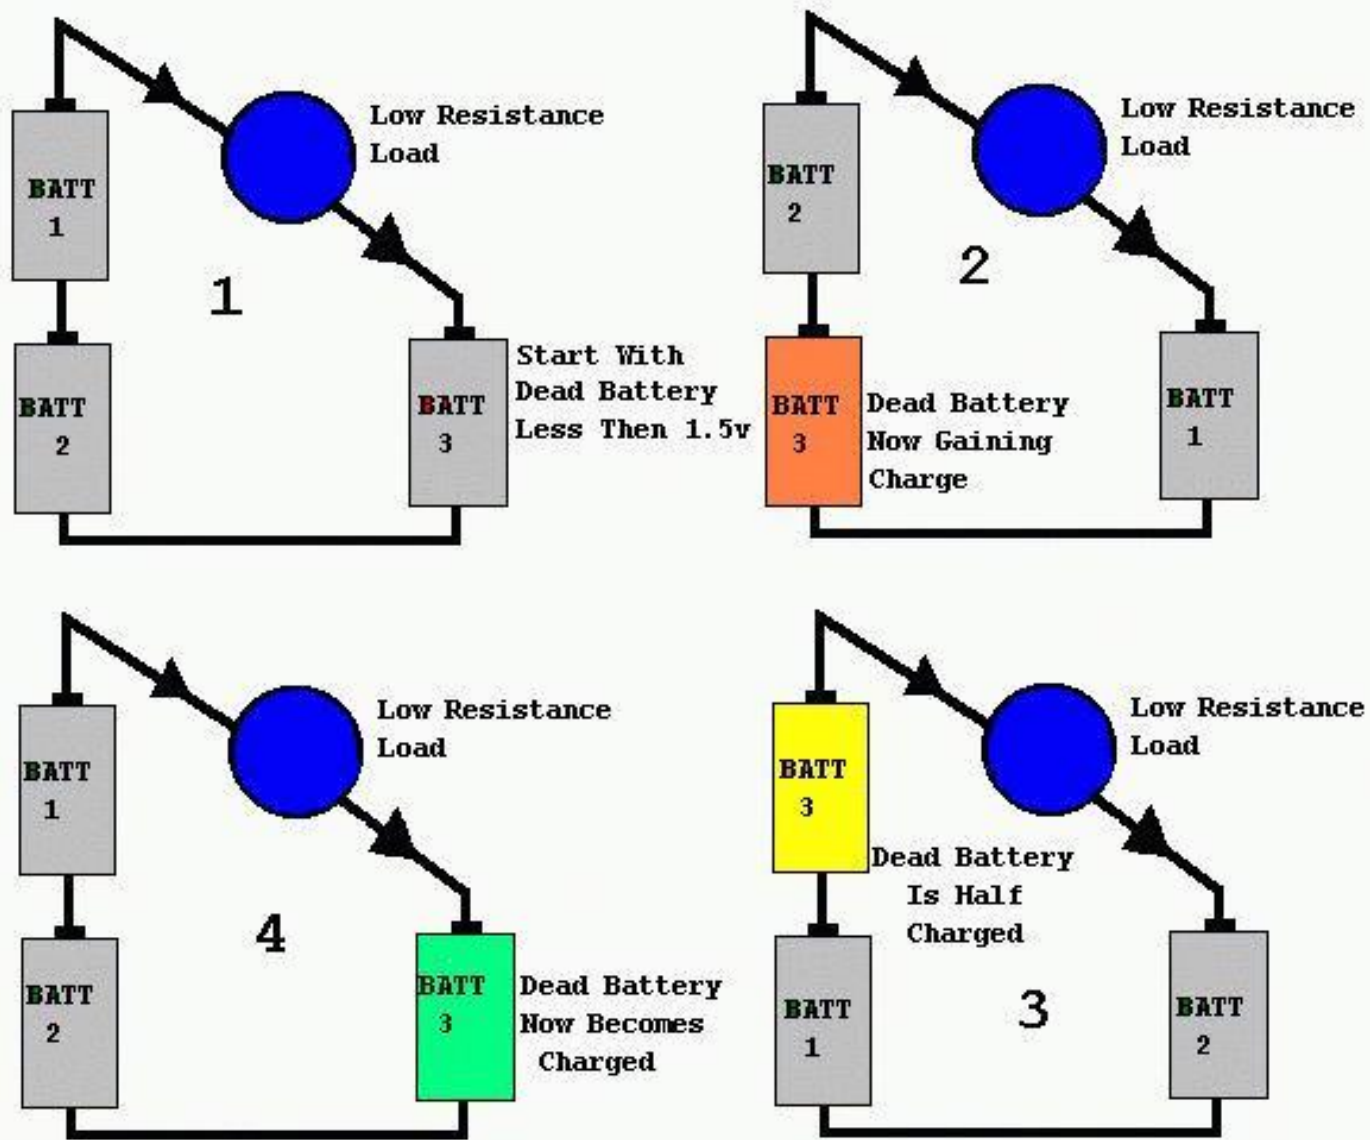 Low Resistance
Load
BATT
1
1
BATT
2
BATT
3
Start With
Dead Battery
Less Then 1.5v
Low Resistance
Load
BATT
2
2
BATT
3
Dead Battery
Now Gaining
Charge
BATT
1
Low Resistance
Load
BATT
1
4
BATT
2
BATT
3
Dead Battery
Now Becomes
Charged
Low Resistance
Load
BATT
3
Dead Battery
Is Half
Charged
3
BATT
1
BATT
2